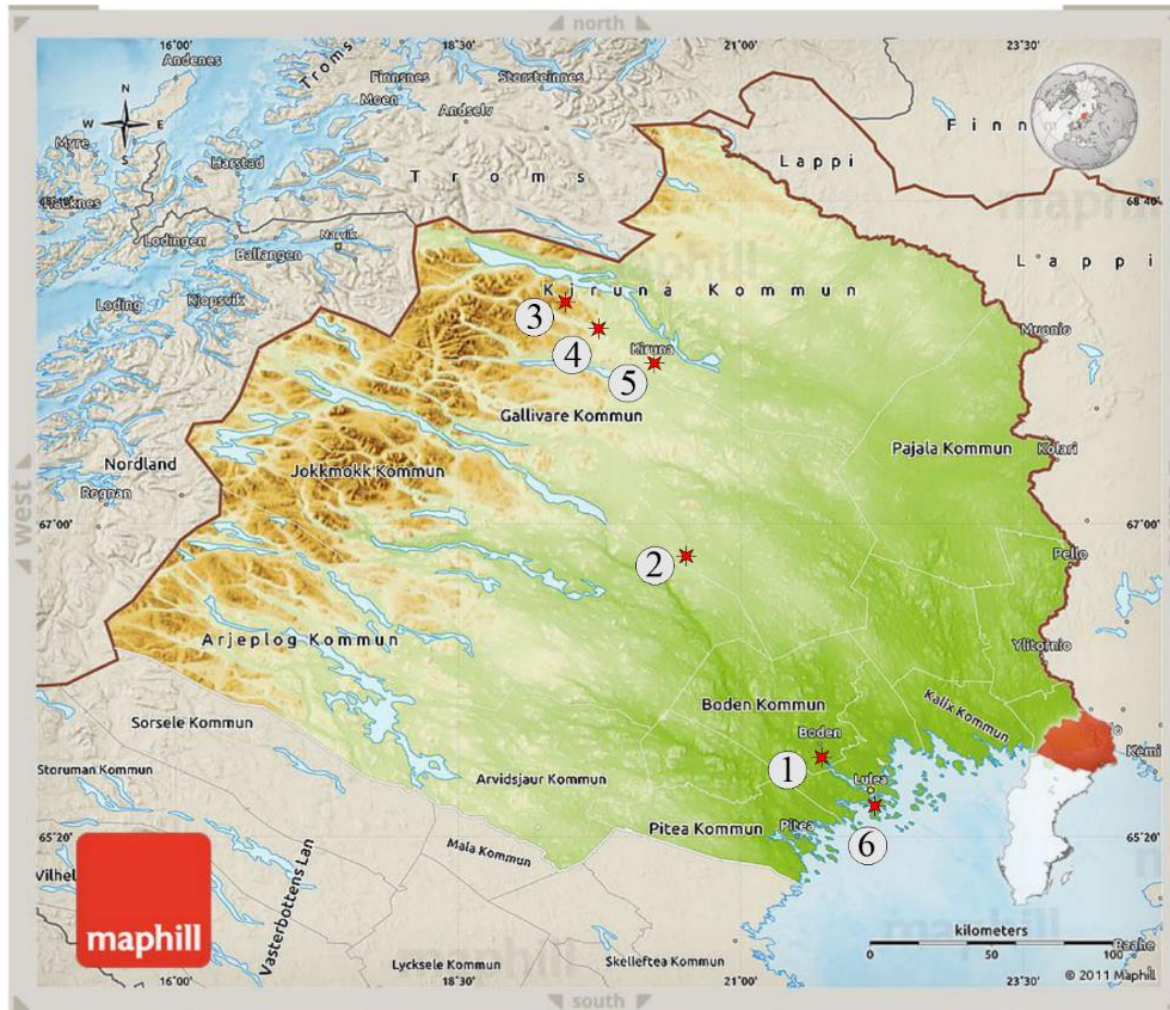 north
16°00'
18°30'
21°00'
23°30'
Andenes
Troms
Finnsnes
Storsteinnes
Moen
Andselv
N
W
E
S
Myre
Harstad
Finn
Lappi
Troms
68°40'
maphill
Lodingen
Narvik
Ballangen
Lappi
Loding
Kjopsvik
maphill
Kiruna Kommun
3
4
Kiruna
5
Muonio
Gallivare Kommun
Nordland
Jokkmokk Kommun
Pajala Kommun
Kolari
Rognan
west
67°00'
67°00'
2
Pello
Arjeplog Kommun
Ylitornio
Sorsele Kommun
Boden Kommun
Kalix Kommun
Boden
Kemi
Storuman Kommun
Arvidsjaur Kommun
1
Lulea
Pitea Kommun
Pitea
65°20'
65°20'
6
Mala Kommun
Vilhel
Vasterbottens Lan
maphill
maphill
maphill
kilometers
0
50
100
Raahe
Lycksele Kommun
Skelleftea Kommun
© 2011 Maphill
16°00'
18°30'
21°00'
23°30'
south